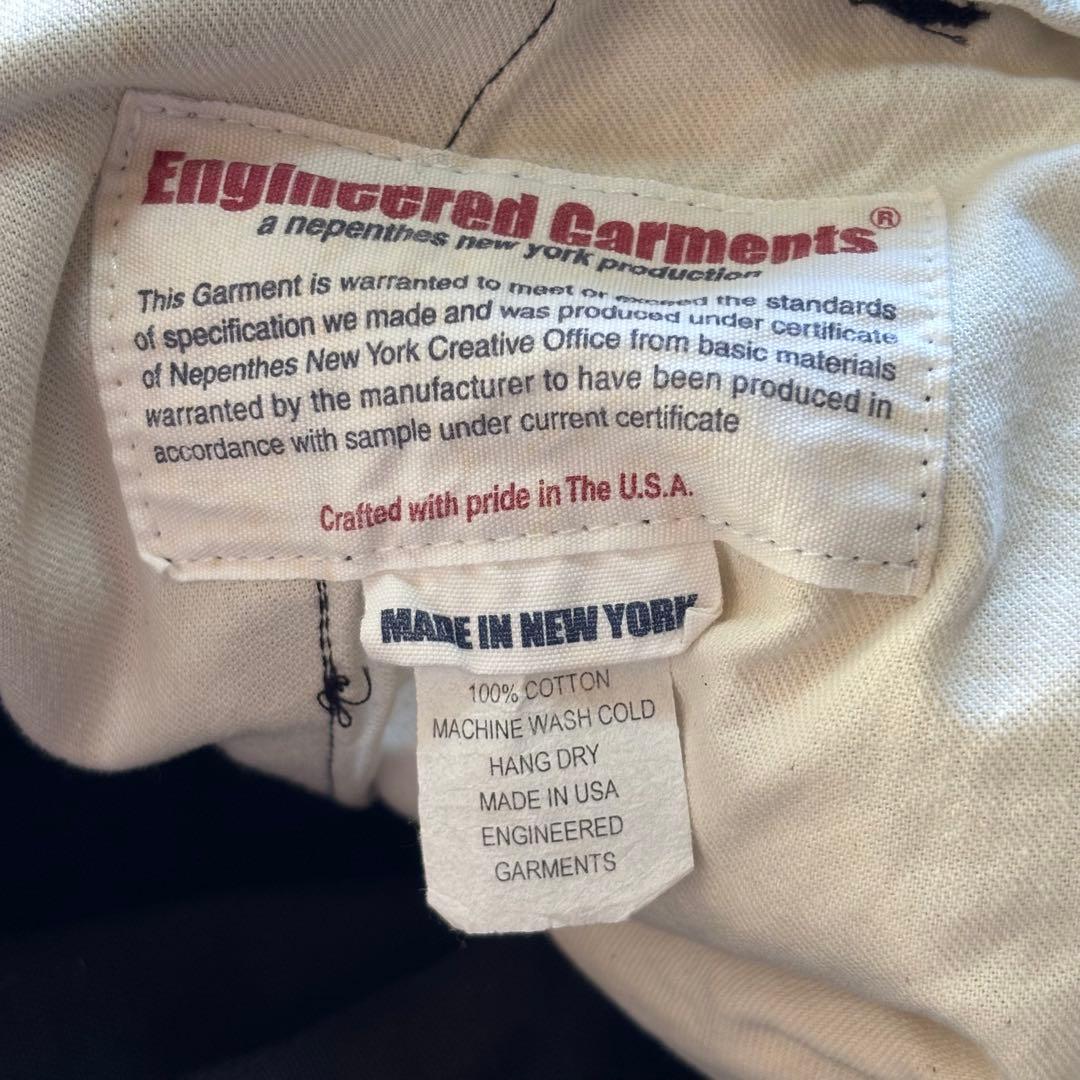 Engineered Garments®
a nepenthes new york production
This Garment is warranted to meet or exceed the standards
of specification we made and was produced under certificate
of Nepenthes New York Creative Office from basic materials
warranted by the manufacturer to have been produced in
accordance with sample under current certificate
Crafted with pride in The U.S.A.
MADE IN NEW YORK
100% COTTON
MACHINE WASH COLD
HANG DRY
MADE IN USA
ENGINEERED
GARMENTS